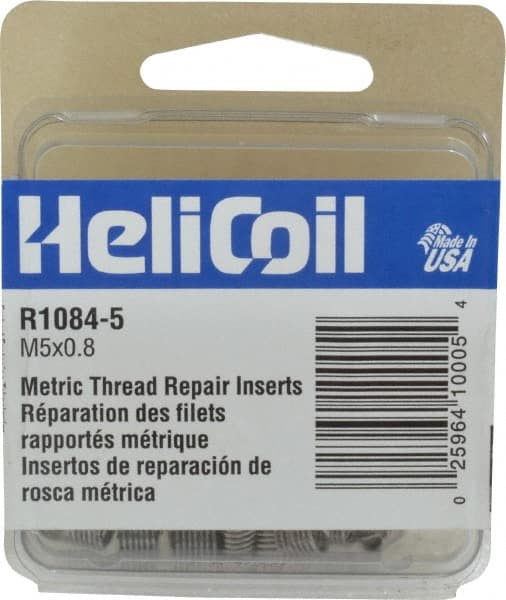 HeliCoil
Made In
USA
R1084-5
M5x0.8
Metric Thread Repair Inserts
Réparation des filets
rapportés métrique
Insertos de reparación de
rosca métrica
0 25964 10005 4